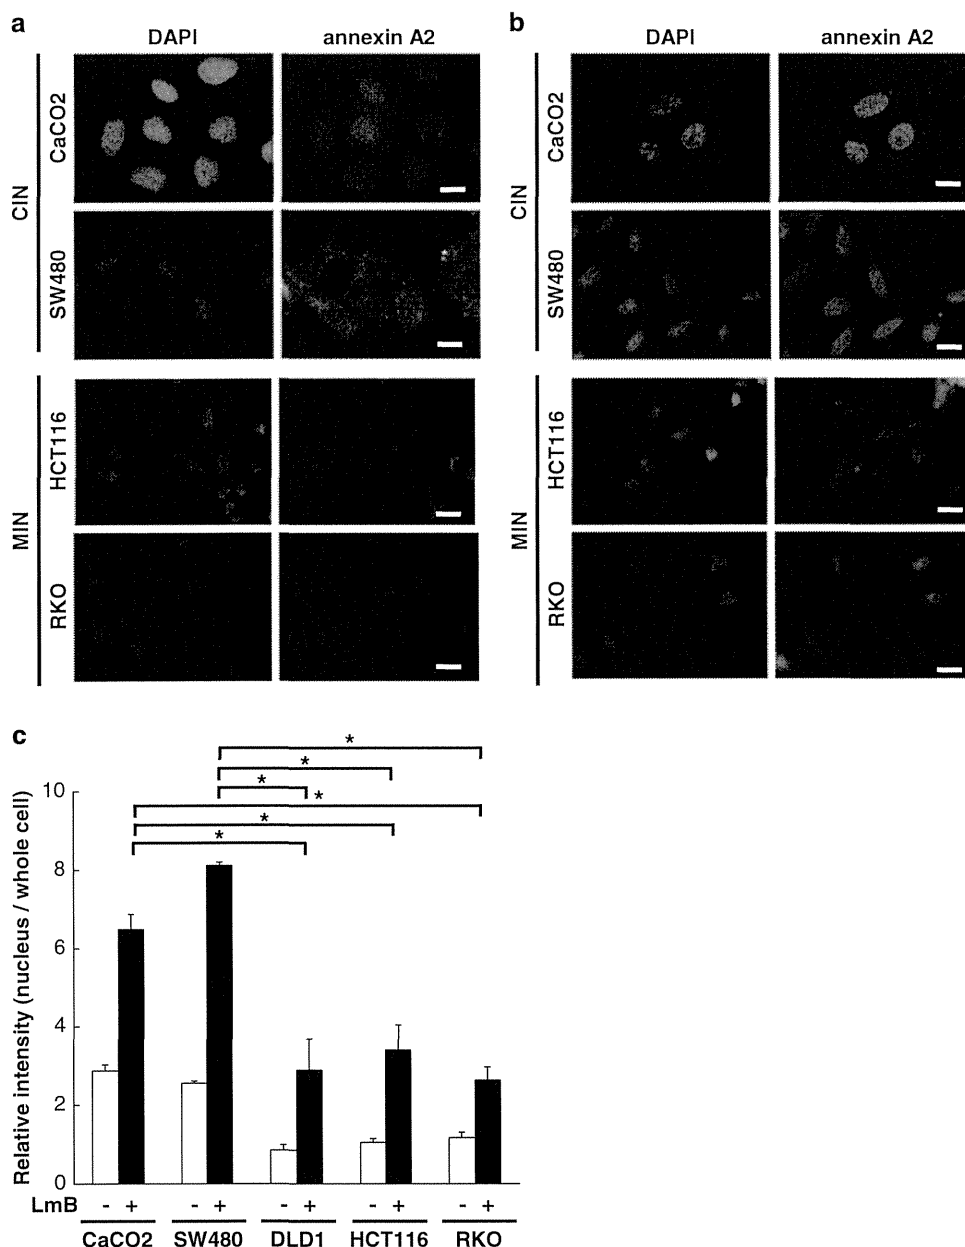 a
DAPI annexin A2
CIN
CaCO2
SW480
MIN
HCT116
RKO
b
DAPI annexin A2
CIN
CaCO2
SW480
MIN
HCT116
RKO
c
Relative intensity (nucleus / whole cell)
10
8
6
4
2
0
*
*
*
*
*
*
LmB - + - + - + - + - +
CaCO2 SW480 DLD1 HCT116 RKO